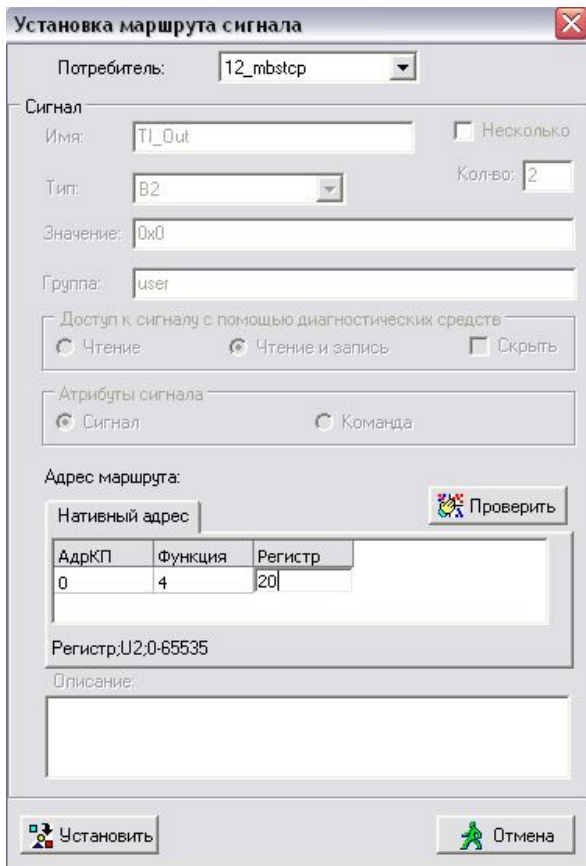 Установка маршрута сигнала
Потребитель: 12_mbstcp
Сигнал
Имя: TI_Out Несколько
Тип: B2 Кол-во: 2
Значение: 0x0
Группа: user
Доступ к сигналу с помощью диагностических средств
Чтение Чтение и запись Скрыть
Атрибуты сигнала
Сигнал Команда
Адрес маршрута:
Проверить
Нативный адрес
АдрКП Функция Регистр
0 4 20
Регистр;U2;0-65535
Описание:
Установить Отмена